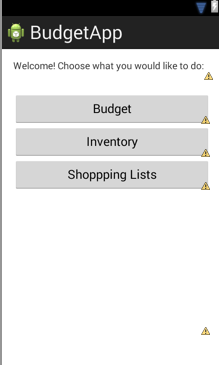 BudgetApp
Welcome! Choose what you would like to do:
Budget
Inventory
Shoppping Lists